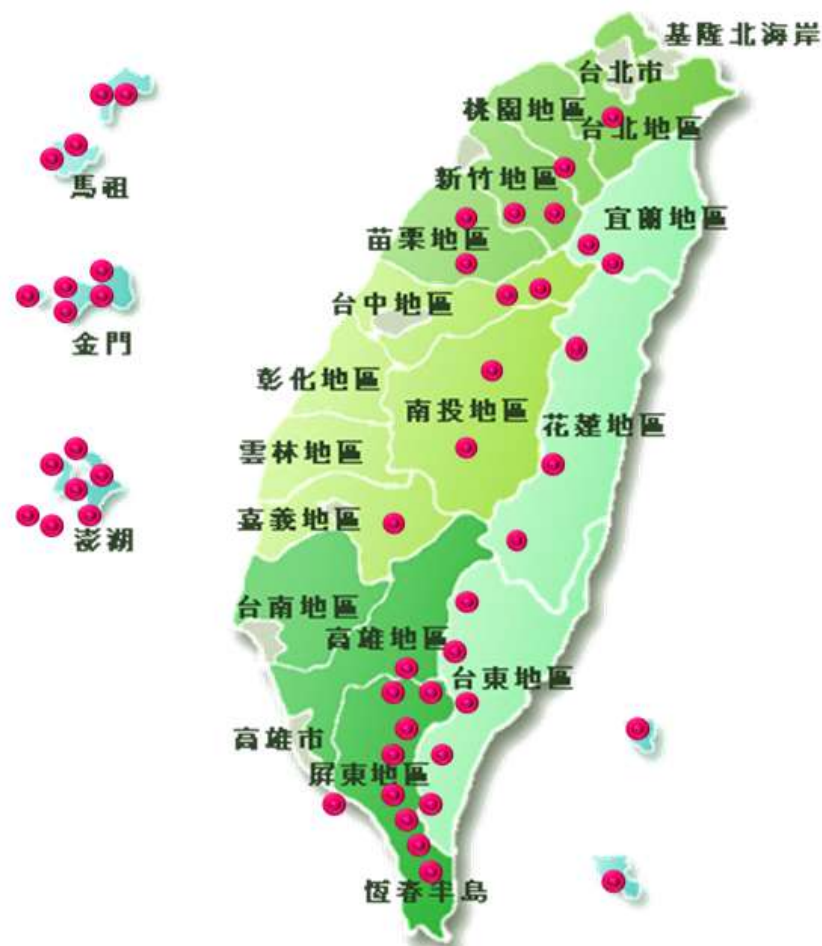 基隆北海岸
台北市
桃園地區
台北地區
新竹地區
馬祖
宜蘭地區
苗栗地區
台中地區
金門
彰化地區
南投地區
花蓮地區
雲林地區
嘉義地區
澎湖
台南地區
高雄地區
台東地區
高雄市
屏東地區
恆春半島